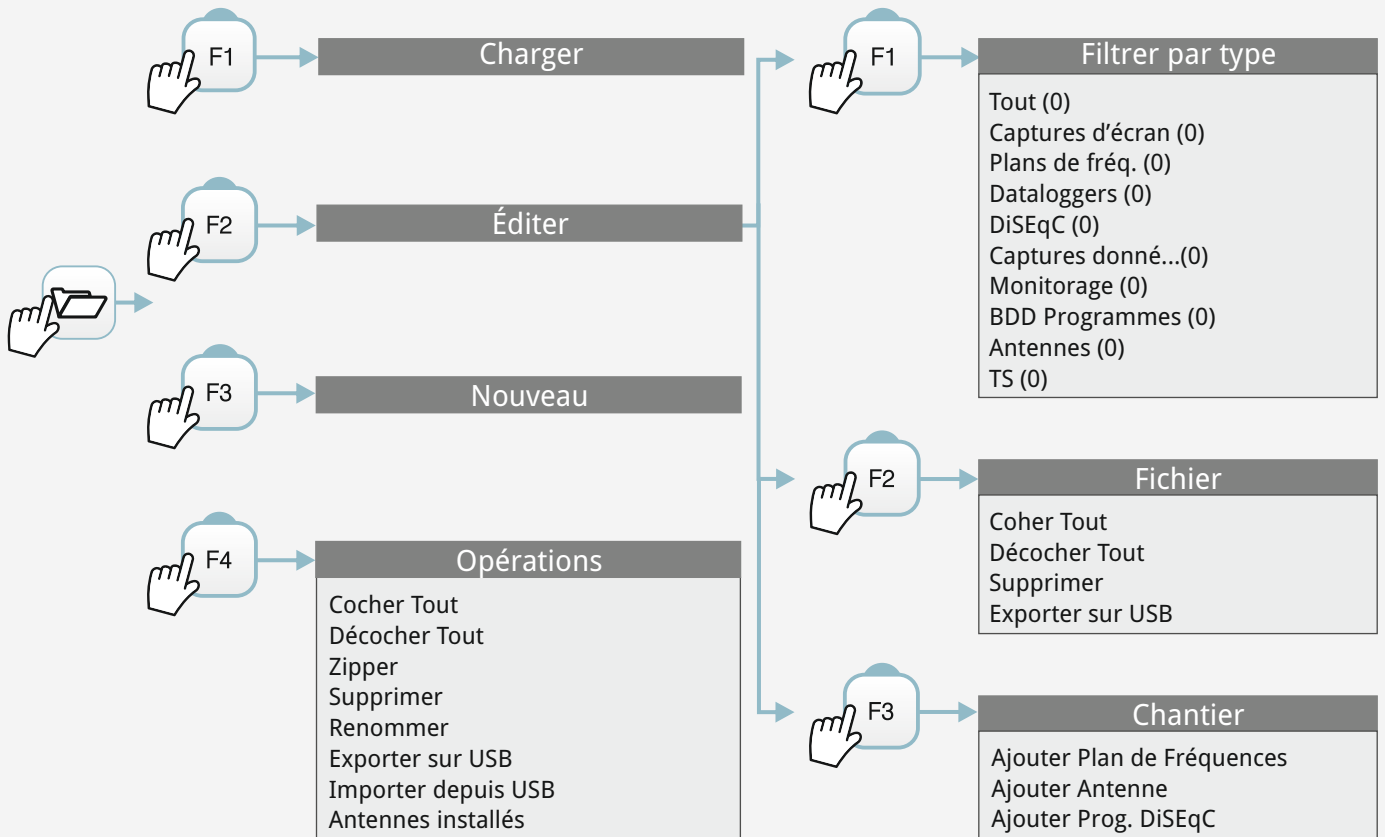 F1
Charger
F2
Éditer
F3
Nouveau
F4
Opérations
Cocher Tout
Décocher Tout
Zipper
Supprimer
Renommer
Exporter sur USB
Importer depuis USB
Antennes installés
F1
Filtrer par type
Tout (0)
Captures d’écran (0)
Plans de fréq. (0)
Dataloggers (0)
DiSEqC (0)
Captures donné...(0)
Monitorage (0)
BDD Programmes (0)
Antennes (0)
TS (0)
F2
Fichier
Coher Tout
Décocher Tout
Supprimer
Exporter sur USB
F3
Chantier
Ajouter Plan de Fréquences
Ajouter Antenne
Ajouter Prog. DiSEqC